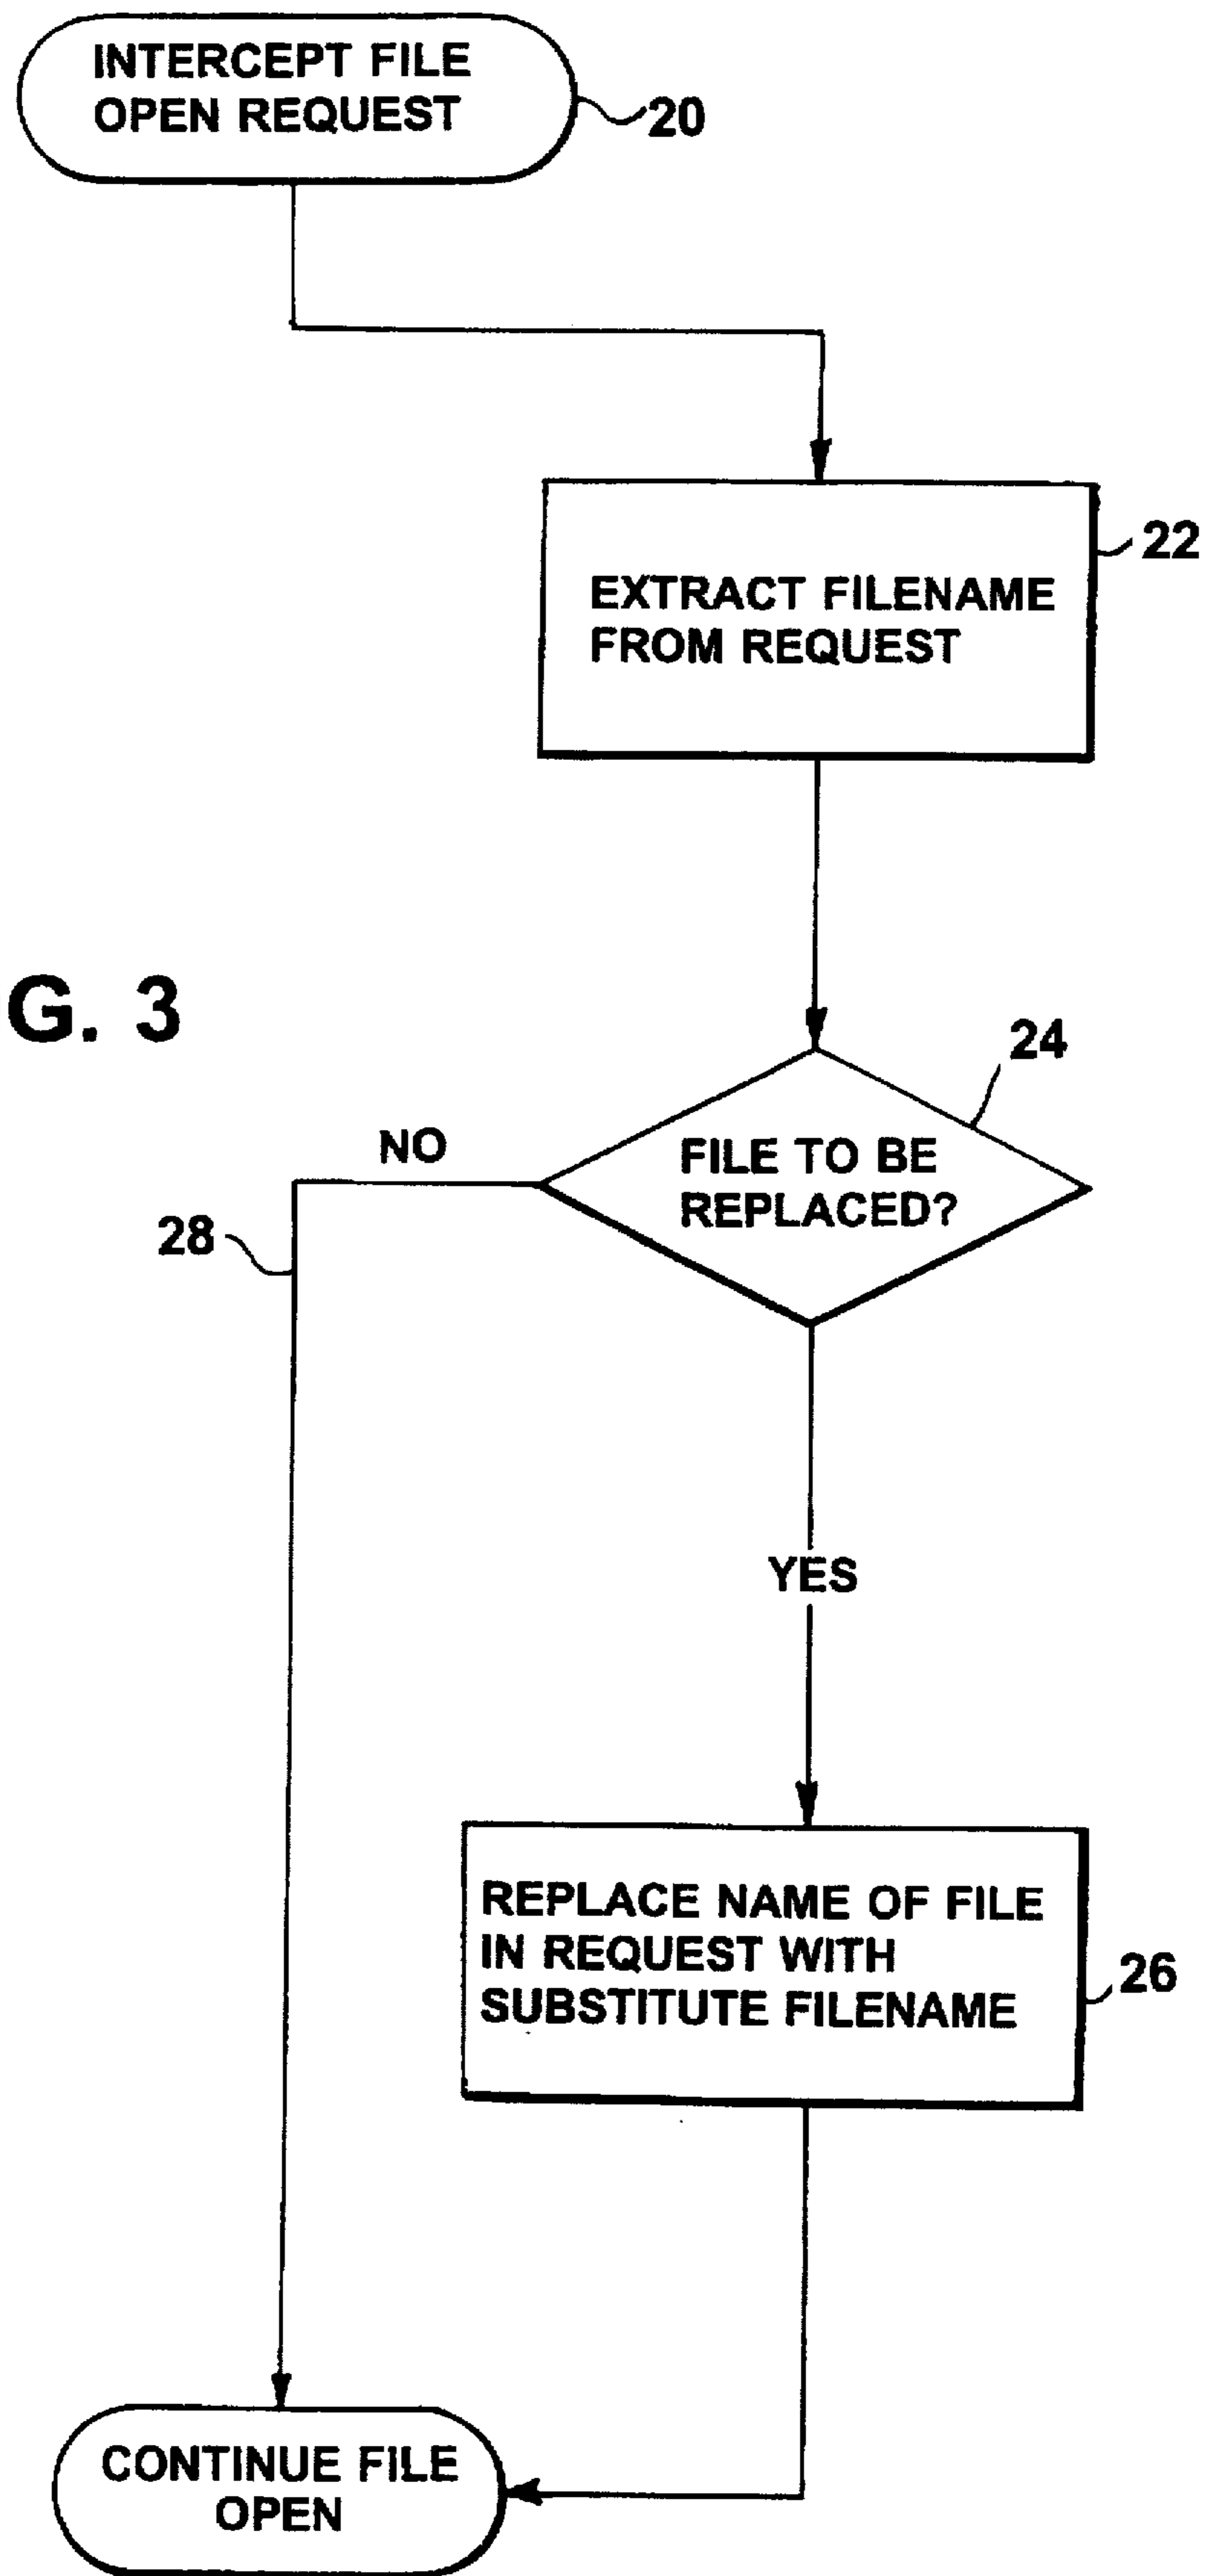 INTERCEPT FILE
OPEN REQUEST
20
22
EXTRACT FILENAME
FROM REQUEST
G. 3
24
NO
FILE TO BE
REPLACED?
28
YES
REPLACE NAME OF FILE
IN REQUEST WITH
SUBSTITUTE FILENAME
26
CONTINUE FILE
OPEN